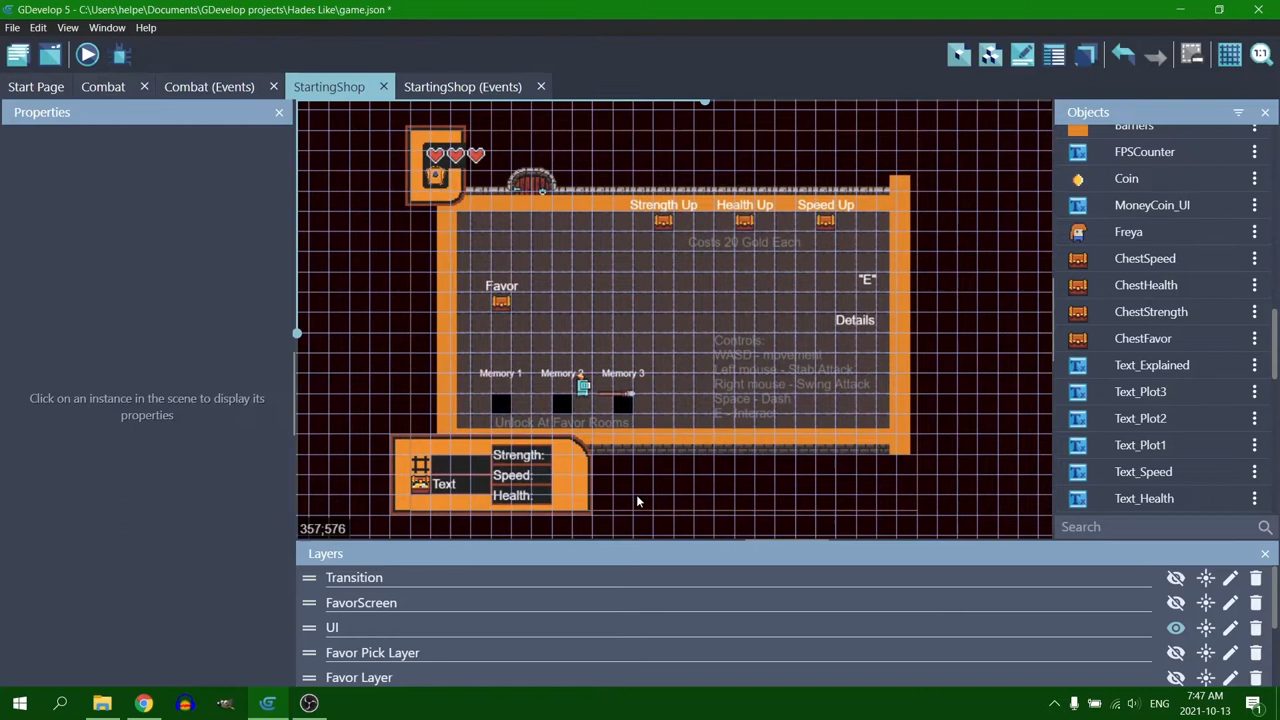 GDevelop 5 - C:\Users\helpe\Documents\GDevelop projects\Hades Like\game.json *
File Edit View Window Help
1:1
Start Page Combat Combat (Events) StartingShop StartingShop (Events)
Properties
Click on an instance in the scene to display its
properties
Strength Up Health Up Speed Up
Costs 20 Gold Each
"E"
Favor
Details
Controls:
WASD - movement
Left mouse - Stab Attack
Right mouse - Swing Attack
Space - Dash
E - Interact
Memory 1 Memory 2 Memory 3
Unlock At Favor Rooms
Strength:
Speed:
Health:
Text
357;576
Objects
Barriers
FPSCounter
Coin
MoneyCoin_UI
Freya
ChestSpeed
ChestHealth
ChestStrength
ChestFavor
Text_Explained
Text_Plot3
Text_Plot2
Text_Plot1
Text_Speed
Text_Health
Search
Layers
Transition
FavorScreen
UI
Favor Pick Layer
Favor Layer
ENG
7:47 AM
2021-10-13